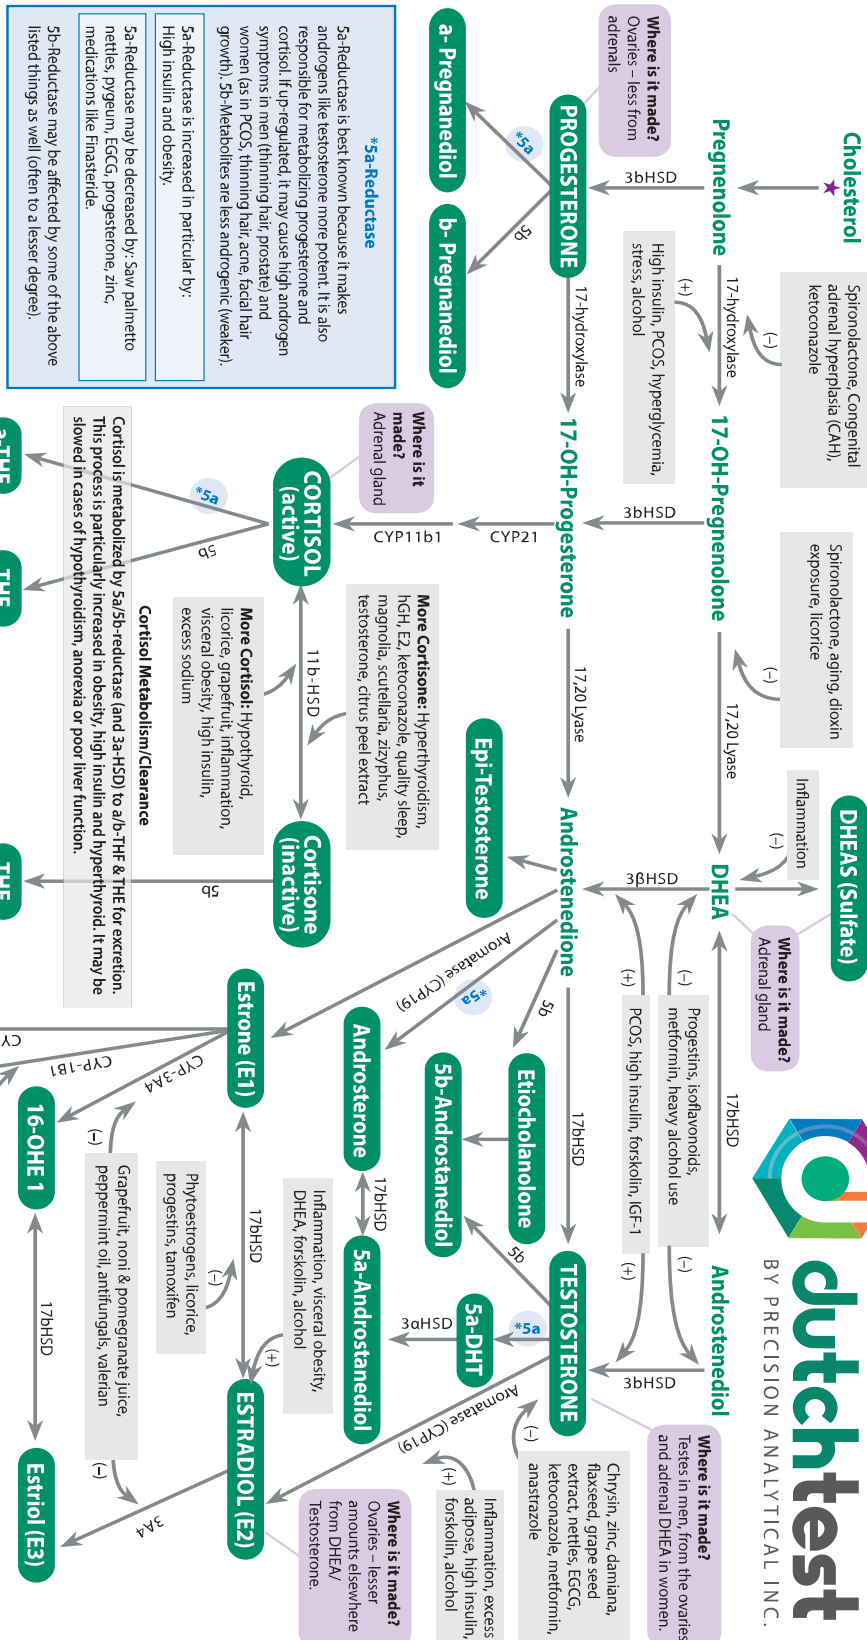 dutchtest
BY PRECISION ANALYTICAL INC.
Cholesterol
Spironolactone, Congenital
adrenal hyperplasia (CAH),
ketoconazole
(–)
Spironolactone, aging, dioxin
exposure, licorice
(–)
DHEAS (Sulfate)
Inflammation
(–)
Where is it made?
Adrenal gland
Pregnenolone
17-hydroxylase
17-OH-Pregnenolone
17,20 Lyase
DHEA
17bHSD
Androstenediol
Where is it made?
Ovaries – less from
adrenals
3bHSD
(+)
High insulin, PCOS, hyperglycemia,
stress, alcohol
3bHSD
3βHSD
(–)
Progestins, isoflavonoids,
metformin, heavy alcohol use
(–)
(+)
PCOS, high insulin, forskolin, IGF-1
(+)
3bHSD
Where is it made?
Testes in men, from the ovaries
and adrenal DHEA in women.
PROGESTERONE
17-hydroxylase
17-OH-Progesterone
17,20 Lyase
Androstenedione
17bHSD
TESTOSTERONE
*5a
5b
a- Pregnanediol
b- Pregnanediol
CYP21
CYP11b1
Epi-Testosterone
Aromatase (CYP19)
*5a
5b
Etiocholanolone
5b-Androstanediol
5b
*5a
5a-DHT
3αHSD
Androsterone
17bHSD
5a-Androstanediol
Aromatase (CYP19)
(–)
Chrysin, zinc, damiana,
flaxseed, grape seed
extract, nettles, EGCG,
ketoconazole, metformin,
anastrazole
(+)
Inflammation, excess
adipose, high insulin,
forskolin, alcohol
Where is it made?
Ovaries – lesser
amounts elsewhere
from DHEA/
Testosterone.
*5a-Reductase
5a-Reductase is best known because it makes
androgens like testosterone more potent. It is also
responsible for metabolizing progesterone and
cortisol. If up-regulated, it may cause high androgen
symptoms in men (thinning hair, prostate) and
women (as in PCOS, thinning hair, acne, facial hair
growth). 5b-Metabolites are less androgenic (weaker).
5a-Reductase is increased in particular by:
High insulin and obesity.
5a-Reductase may be decreased by: Saw palmetto
nettles, pygeum, EGCG, progesterone, zinc,
medications like Finasteride.
5b-Reductase may be affected by some of the above
listed things as well (often to a lesser degree).
Where is it
made?
Adrenal gland
CORTISOL
(active)
More Cortisone: Hyperthyroidism,
hGH, E2, ketoconazole, quality sleep,
magnolia, scutellaria, zizyphus,
testosterone, citrus peel extract
11b-HSD
More Cortisol: Hypothyroid,
licorice, grapefruit, inflammation,
visceral obesity, high insulin,
excess sodium
Cortisone
(inactive)
*5a
5b
5b
Cortisol Metabolism/Clearance
Cortisol is metabolized by 5a/5b-reductase (and 3a-HSD) to a/b-THF & THE for excretion.
This process is particularly increased in obesity, high insulin and hyperthyroid. It may be
slowed in cases of hypothyroidism, anorexia or poor liver function.
a-THF
THF
THE
Inflammation, visceral obesity,
DHEA, forskolin, alcohol
(+)
Estrone (E1)
17bHSD
ESTRADIOL (E2)
(–)
Phytoestrogens, licorice,
progestins, tamoxifen
CYP-3A4
CYP-1B1
CY
(–)
Grapefruit, noni & pomegranate juice,
peppermint oil, antifungals, valerian
(–)
3A4
16-OHE 1
17bHSD
Estriol (E3)